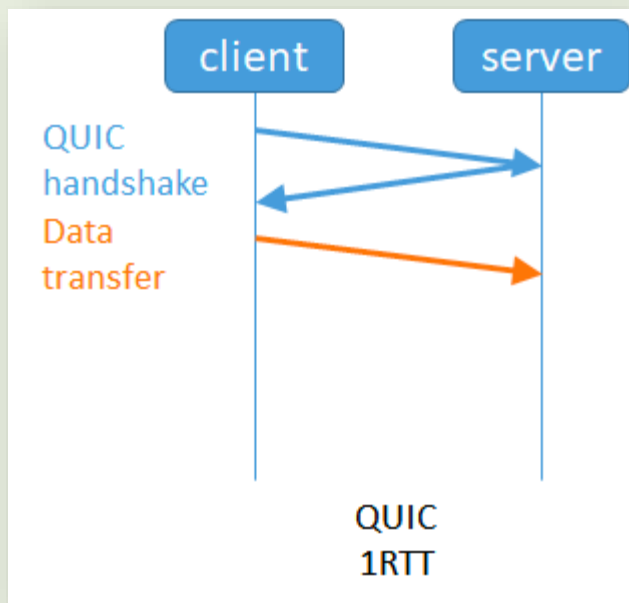 client
server
QUIC
handshake
Data
transfer
QUIC
1RTT